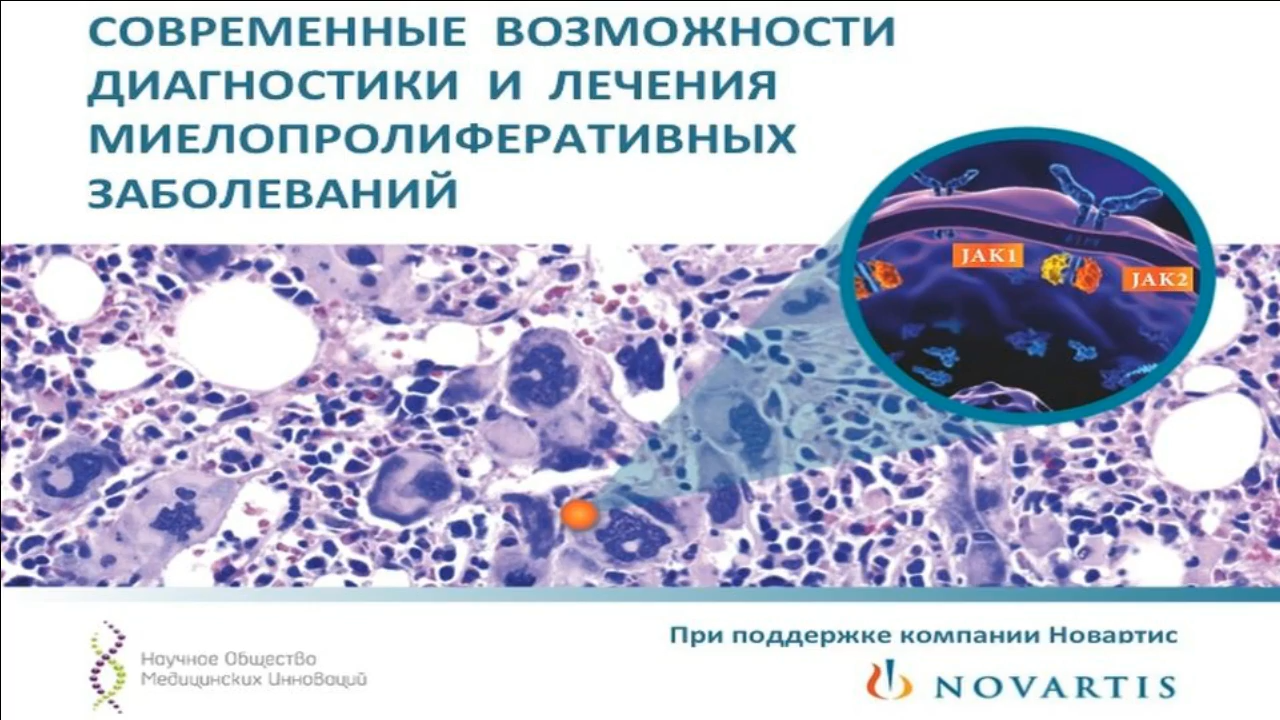 СОВРЕМЕННЫЕ ВОЗМОЖНОСТИ
ДИАГНОСТИКИ И ЛЕЧЕНИЯ
МИЕЛОПРОЛИФЕРАТИВНЫХ
ЗАБОЛЕВАНИЙ
JAK1
JAK2
При поддержке компании Новартис
Научное Общество
Медицинских Инноваций
NOVARTIS